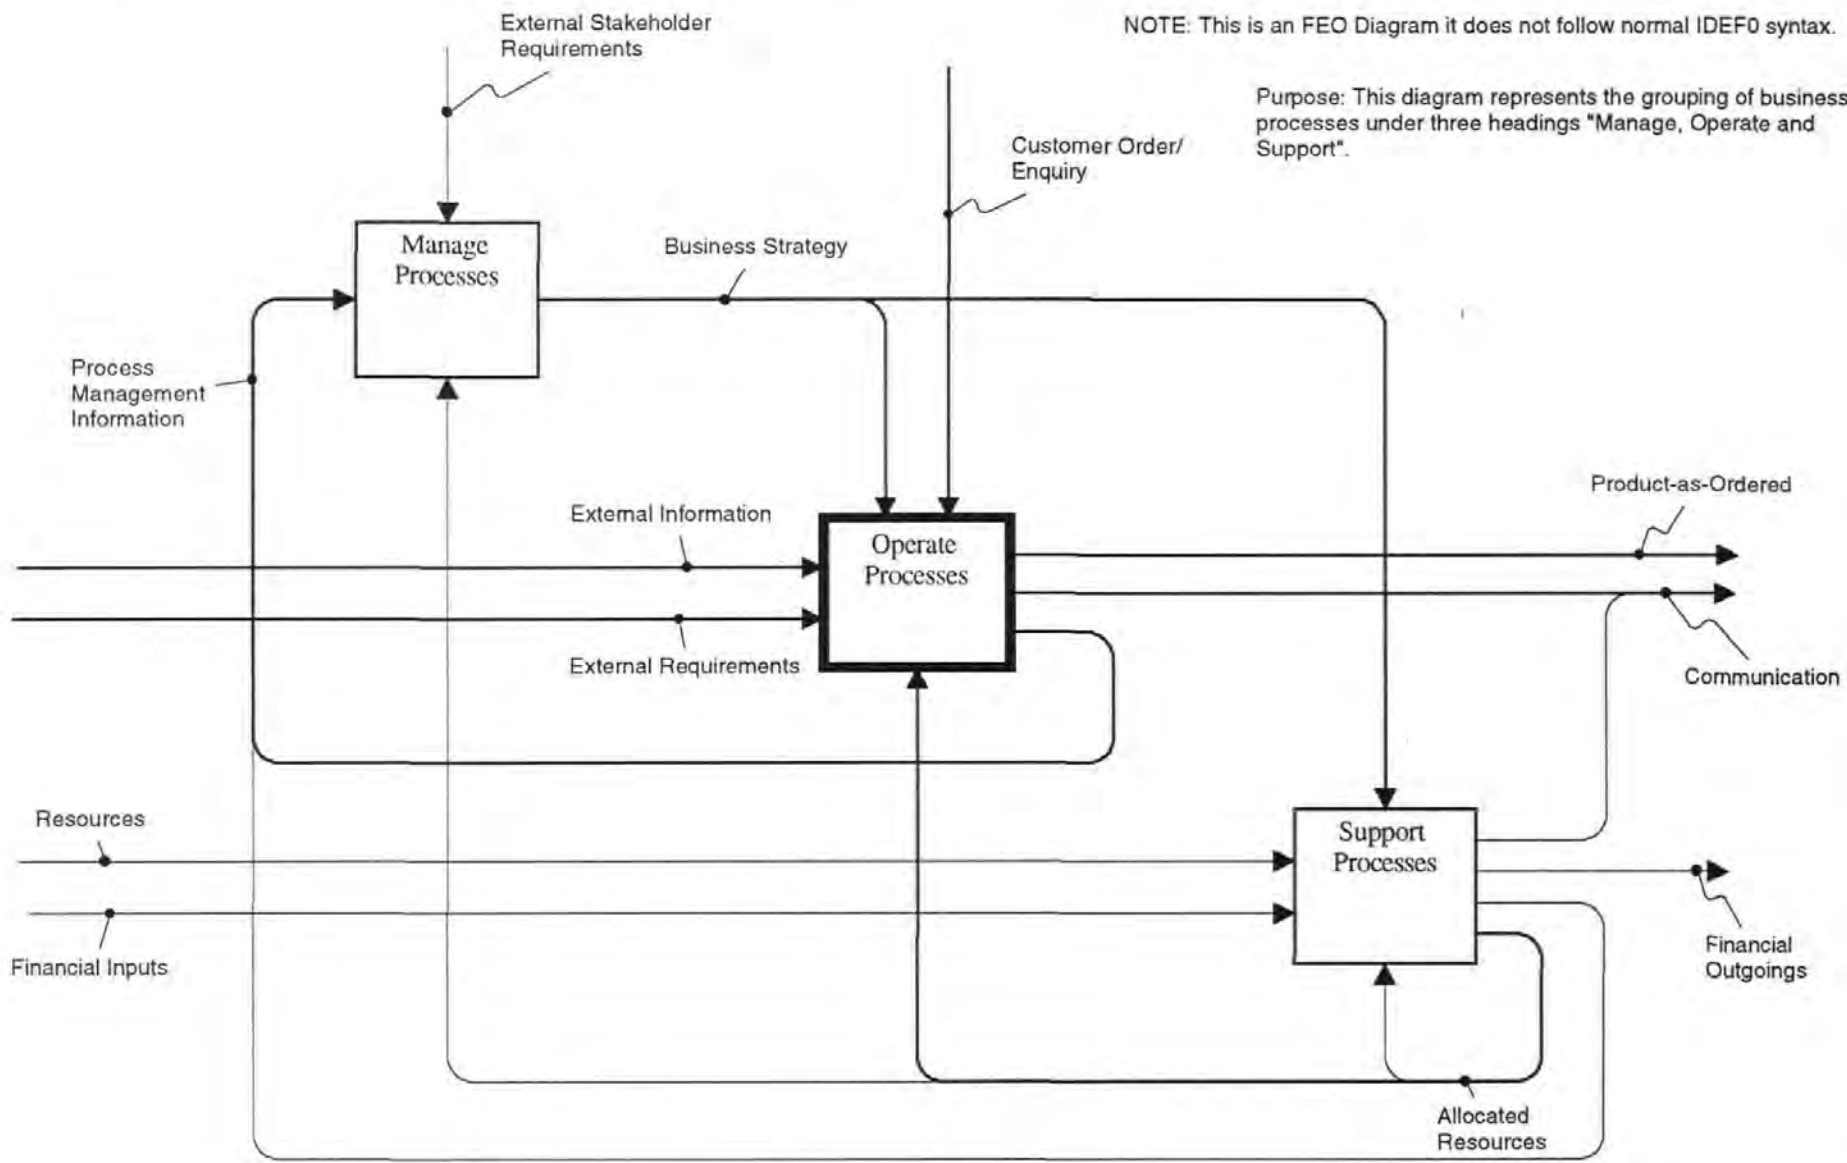 External Stakeholder
Requirements
NOTE: This is an FEO Diagram it does not follow normal IDEF0 syntax.
Purpose: This diagram represents the grouping of business
processes under three headings "Manage, Operate and
Support".
Customer Order/
Enquiry
Manage
Processes
Business Strategy
Process
Management
Information
Product-as-Ordered
External Information
Operate
Processes
External Requirements
Communication
Resources
Support
Processes
Financial Inputs
Financial
Outgoings
Allocated
Resources